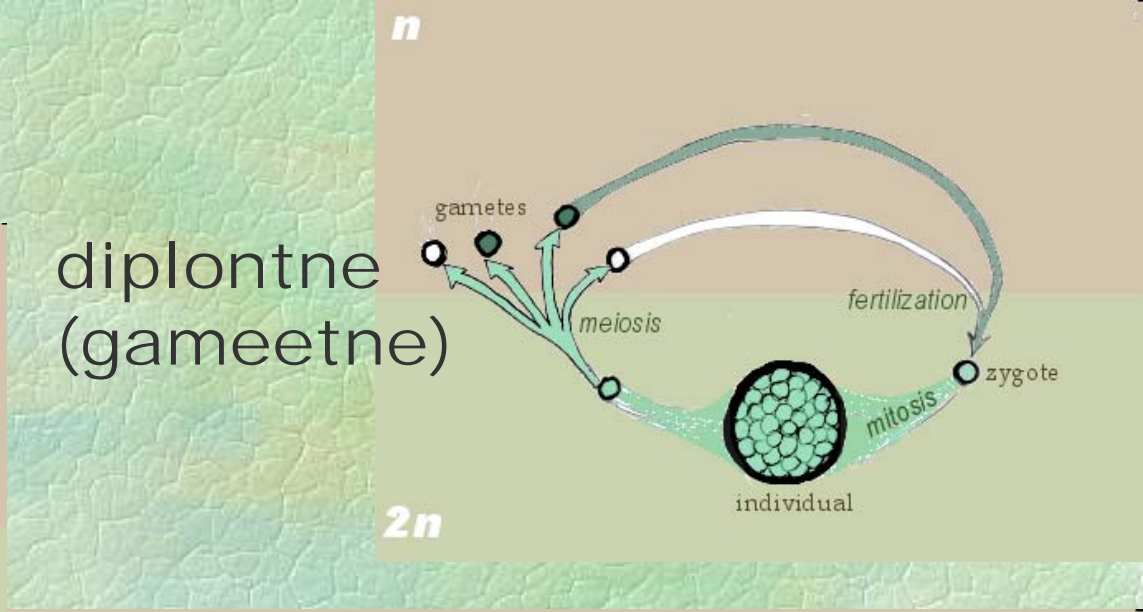 n
gametes
diplontne
(gameetne)
meiosis
fertilization
zygote
mitosis
individual
2n